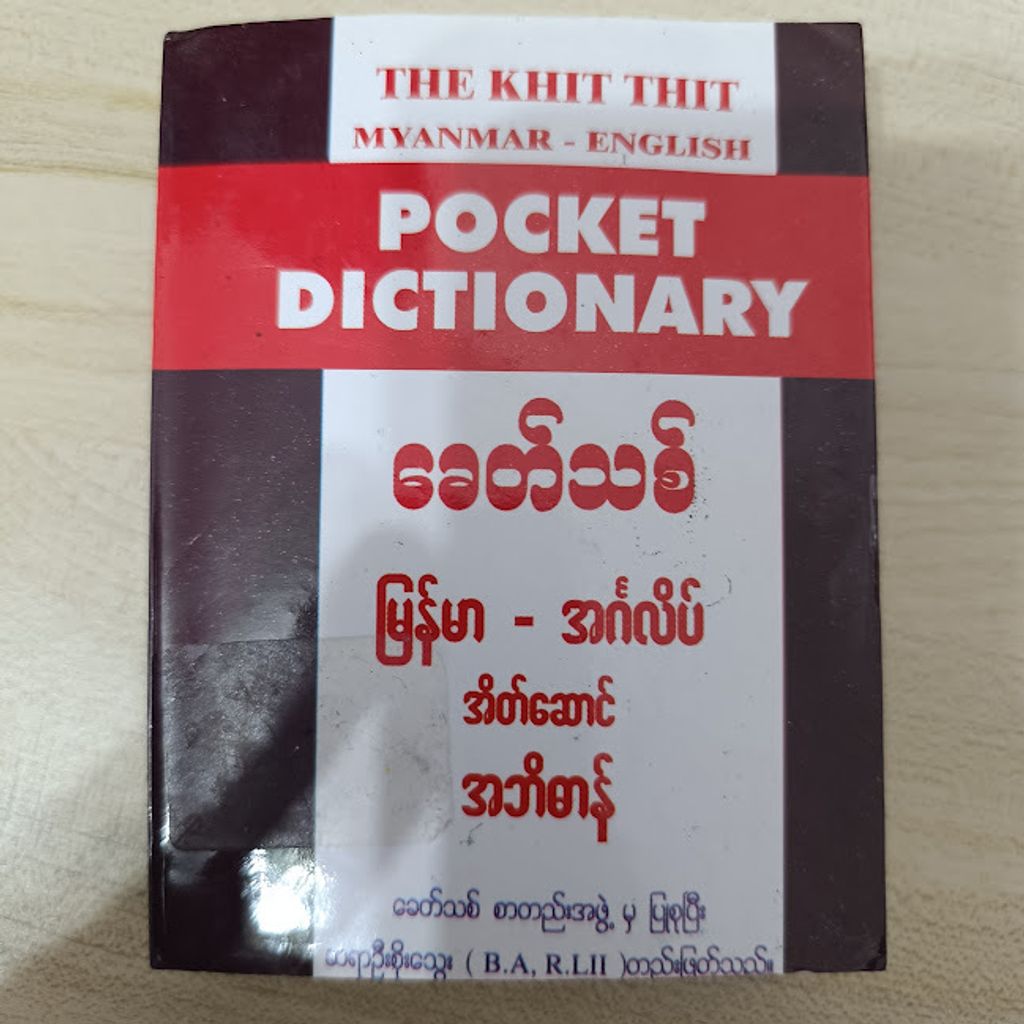 THE KHIT THIT
MYANMAR - ENGLISH
POCKET
DICTIONARY
ခေတ်သစ်
မြန်မာ - အင်္ဂလိပ်
အိတ်ဆောင်
အဘိဓာန်
ခေတ်သစ် စာတည်းအဖွဲ့ မှ ပြုစုပြီး
ဆရာဦးစိုးသွေး ( B.A, R.LII )တည်းဖြတ်သည်။